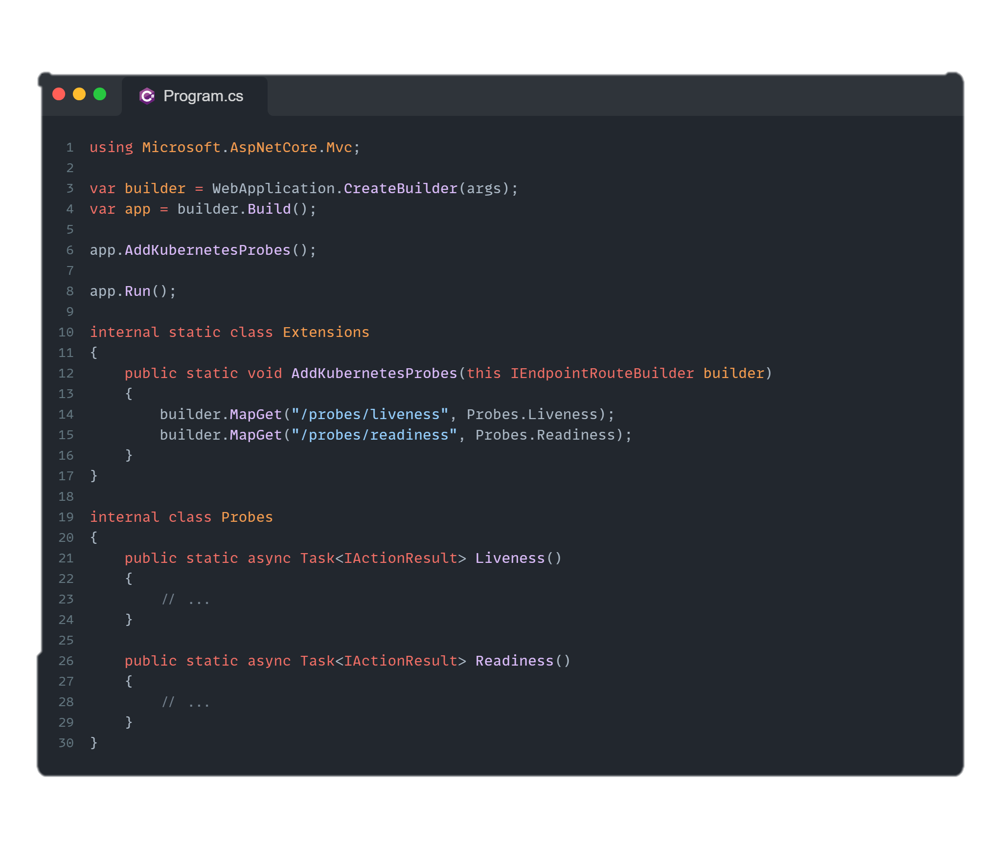 Program.cs
1 using Microsoft.AspNetCore.Mvc;
2
3 var builder = WebApplication.CreateBuilder(args);
4 var app = builder.Build();
5
6 app.AddKubernetesProbes();
7
8 app.Run();
9
10 internal static class Extensions
11 {
12     public static void AddKubernetesProbes(this IEndpointRouteBuilder builder)
13     {
14         builder.MapGet("/probes/liveness", Probes.Liveness);
15         builder.MapGet("/probes/readiness", Probes.Readiness);
16     }
17 }
18
19 internal class Probes
20 {
21     public static async Task<IActionResult> Liveness()
22     {
23         // ...
24     }
25
26     public static async Task<IActionResult> Readiness()
27     {
28         // ...
29     }
30 }